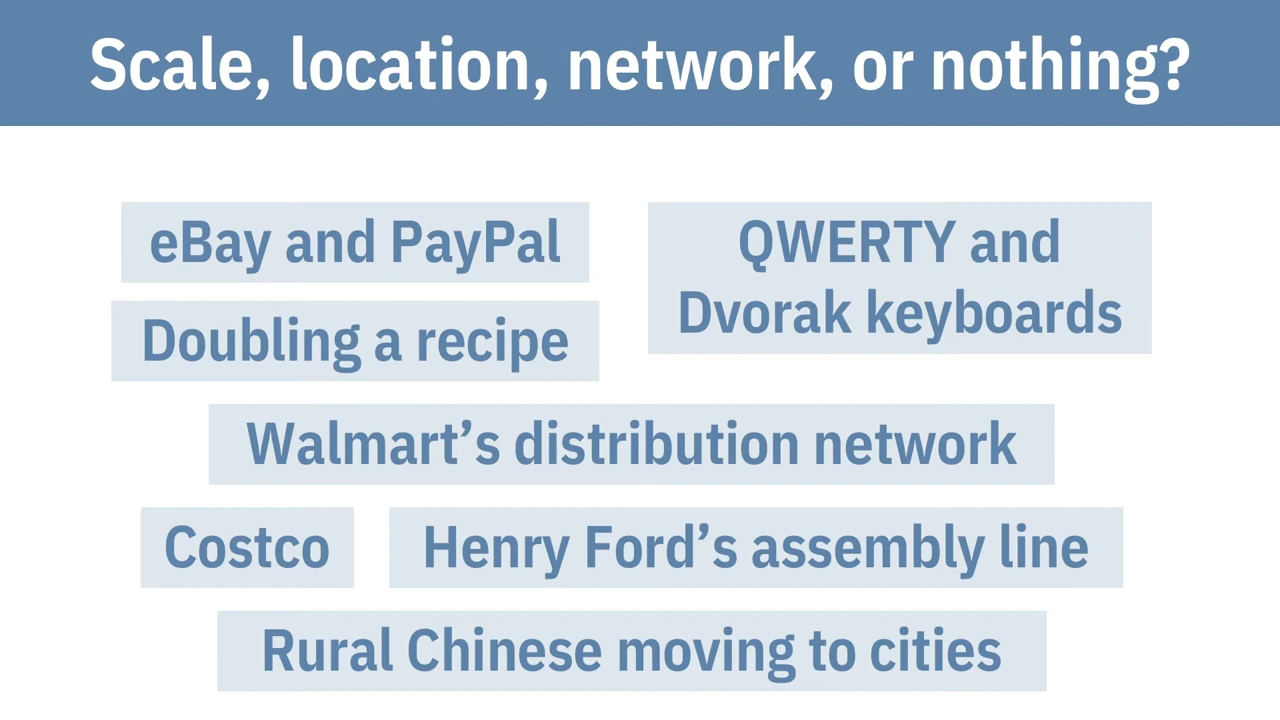 Scale, location, network, or nothing?
eBay and PayPal
QWERTY and
Dvorak keyboards
Doubling a recipe
Walmart’s distribution network
Costco
Henry Ford’s assembly line
Rural Chinese moving to cities